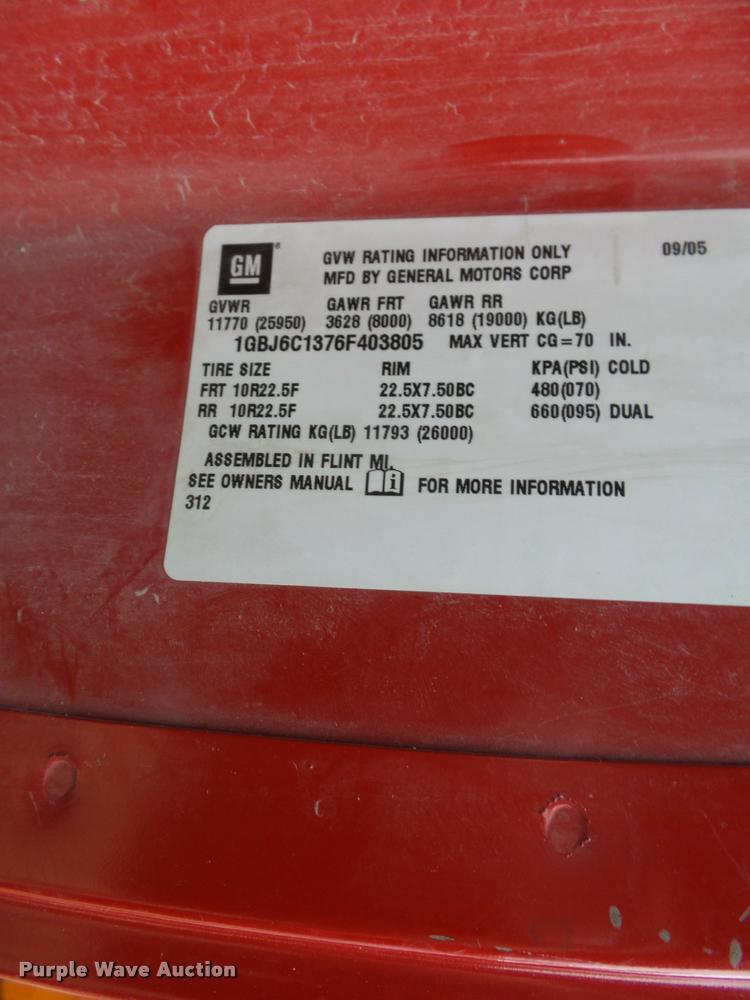 GM
GVW RATING INFORMATION ONLY 09/05
MFD BY GENERAL MOTORS CORP
GVWR GAWR FRT GAWR RR
11770 (25950) 3628 (8000) 8618 (19000) KG(LB)
1GBJ6C1376F403805 MAX VERT CG=70 IN.
TIRE SIZE RIM KPA(PSI) COLD
FRT 10R22.5F 22.5X7.50BC 480(070)
RR 10R22.5F 22.5X7.50BC 660(095) DUAL
GCW RATING KG(LB) 11793 (26000)
ASSEMBLED IN FLINT MI.
SEE OWNERS MANUAL i FOR MORE INFORMATION
312
Purple Wave Auction